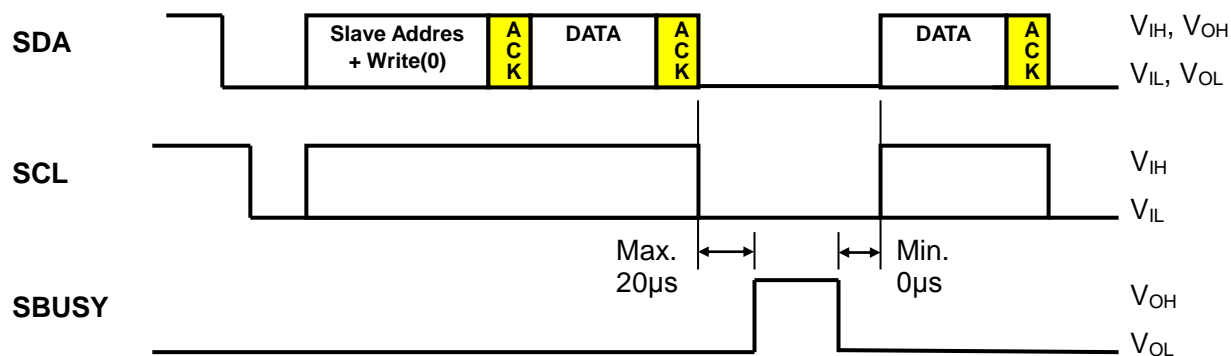 SDA
Slave Addres
+ Write(0)
A
C
K
DATA
A
C
K
DATA
A
C
K
VIH, VOH
VIL, VOL
SCL
VIH
VIL
Max.
20µs
Min.
0µs
SBUSY
VOH
VOL